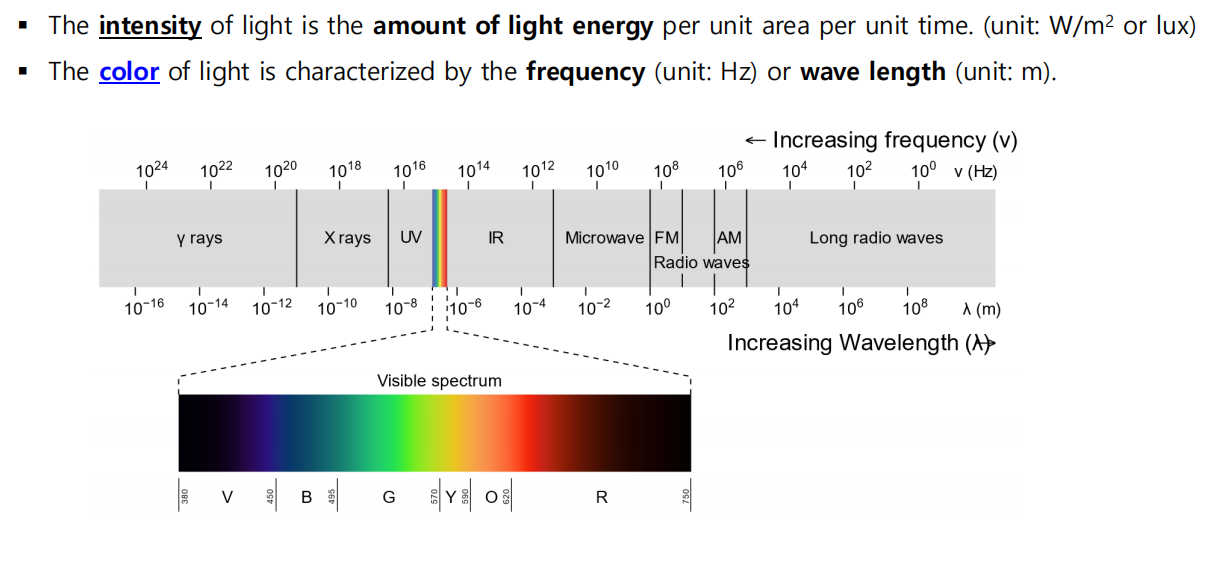 ▪ The intensity of light is the amount of light energy per unit area per unit time. (unit: W/m² or lux)
▪ The color of light is characterized by the frequency (unit: Hz) or wave length (unit: m).
← Increasing frequency (ν)
10²⁴ 10²² 10²⁰ 10¹⁸ 10¹⁶ 10¹⁴ 10¹² 10¹⁰ 10⁸ 10⁶ 10⁴ 10² 10⁰ ν (Hz)
γ rays X rays UV IR Microwave FM AM Long radio waves
Radio waves
10⁻¹⁶ 10⁻¹⁴ 10⁻¹² 10⁻¹⁰ 10⁻⁸ 10⁻⁶ 10⁻⁴ 10⁻² 10⁰ 10² 10⁴ 10⁶ 10⁸ λ (m)
Increasing Wavelength (λ) →
Visible spectrum
380 V 450 B 495 G 570 Y 590 O 620 R 750